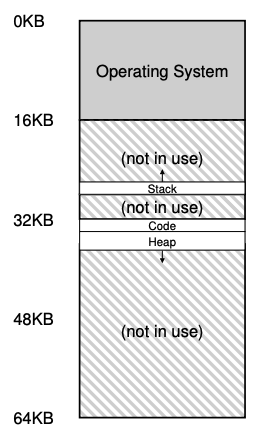 0KB
Operating System
16KB
(not in use)
Stack
(not in use)
32KB
Code
Heap
48KB
(not in use)
64KB